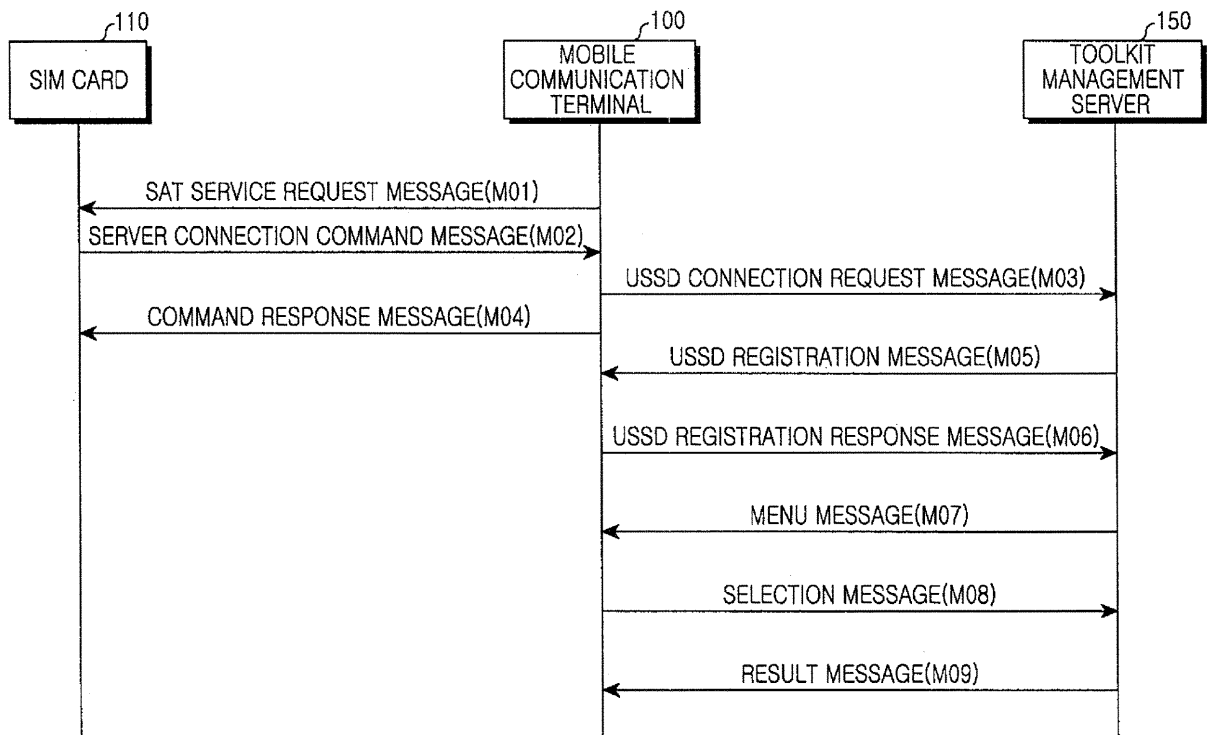 110
100
150
SIM CARD
MOBILE
COMMUNICATION
TERMINAL
TOOLKIT
MANAGEMENT
SERVER
SAT SERVICE REQUEST MESSAGE(M01)
SERVER CONNECTION COMMAND MESSAGE(M02)
USSD CONNECTION REQUEST MESSAGE(M03)
COMMAND RESPONSE MESSAGE(M04)
USSD REGISTRATION MESSAGE(M05)
USSD REGISTRATION RESPONSE MESSAGE(M06)
MENU MESSAGE(M07)
SELECTION MESSAGE(M08)
RESULT MESSAGE(M09)